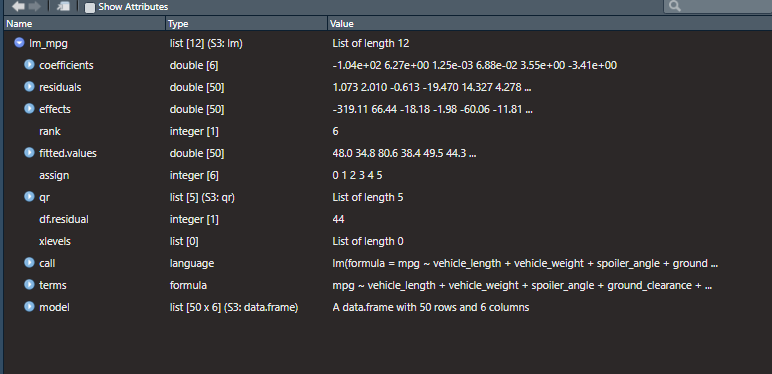 Show Attributes
Name Type Value
lm_mpg list [12] (S3: lm) List of length 12
coefficients double [6] -1.04e+02 6.27e+00 1.25e-03 6.88e-02 3.55e+00 -3.41e+00
residuals double [50] 1.073 2.010 -0.613 -19.470 14.327 4.278 ...
effects double [50] -319.11 66.44 -18.18 -1.98 -60.06 -11.81 ...
rank integer [1] 6
fitted.values double [50] 48.0 34.8 80.6 38.4 49.5 44.3 ...
assign integer [6] 0 1 2 3 4 5
qr list [5] (S3: qr) List of length 5
df.residual integer [1] 44
xlevels list [0] List of length 0
call language lm(formula = mpg ~ vehicle_length + vehicle_weight + spoiler_angle + ground ...
terms formula mpg ~ vehicle_length + vehicle_weight + spoiler_angle + ground_clearance + ...
model list [50 x 6] (S3: data.frame) A data.frame with 50 rows and 6 columns